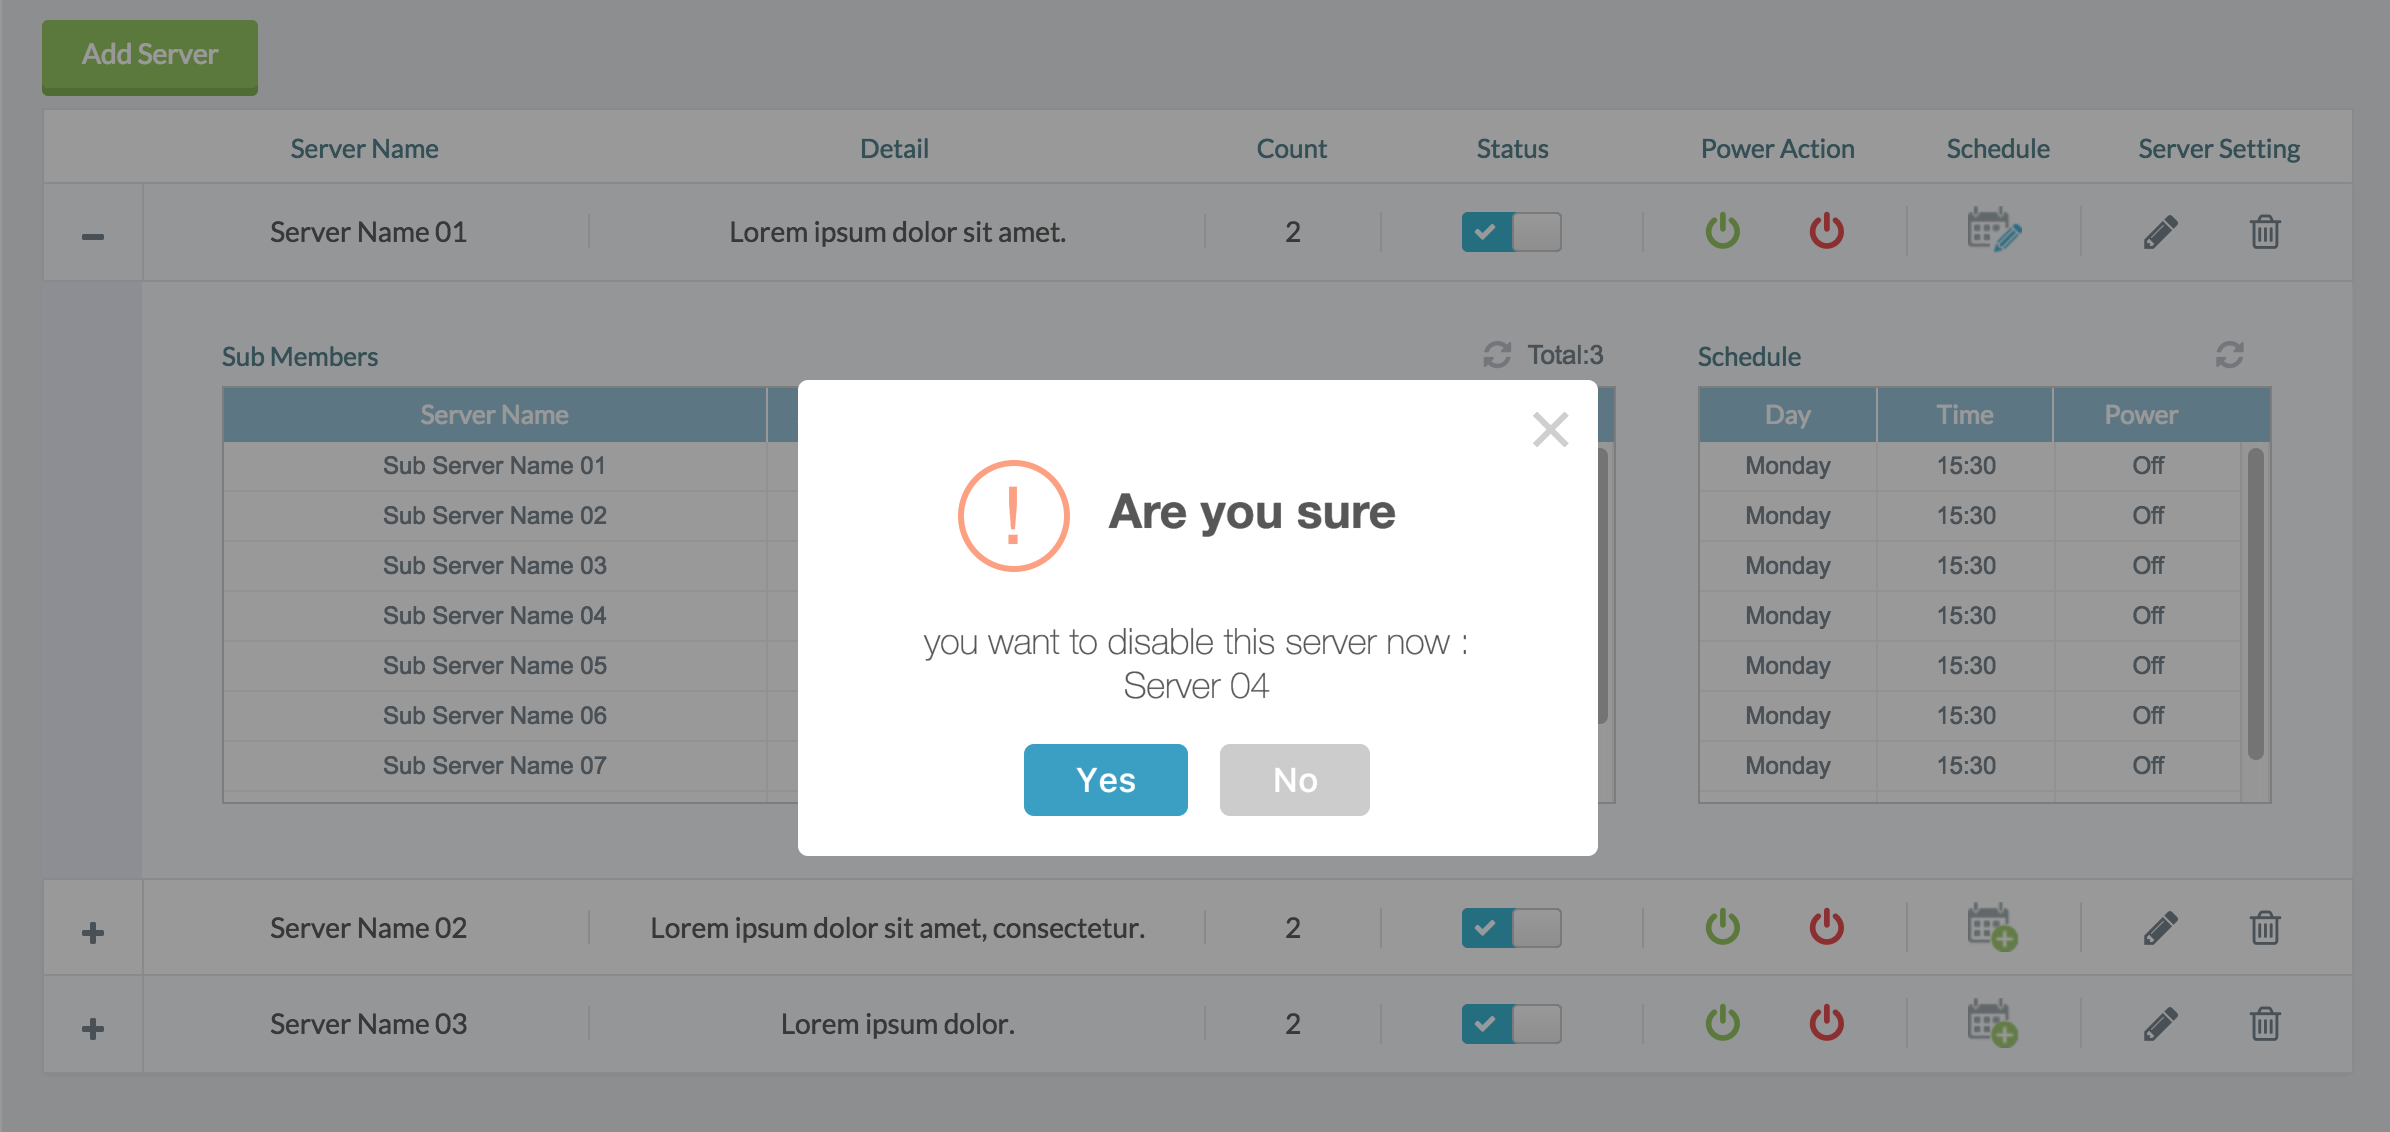 Add Server
Server Name Detail Count Status Power Action Schedule Server Setting
Server Name 01 Lorem ipsum dolor sit amet. 2
Sub Members Total:3 Schedule
Server Name Day Time Power
Sub Server Name 01 Monday 15:30 Off
Sub Server Name 02 Monday 15:30 Off
Sub Server Name 03 Monday 15:30 Off
Sub Server Name 04 Monday 15:30 Off
Sub Server Name 05 Monday 15:30 Off
Sub Server Name 06 Monday 15:30 Off
Sub Server Name 07 Monday 15:30 Off
! Are you sure
you want to disable this server now :
Server 04
Yes No
Server Name 02 Lorem ipsum dolor sit amet, consectetur. 2
Server Name 03 Lorem ipsum dolor. 2